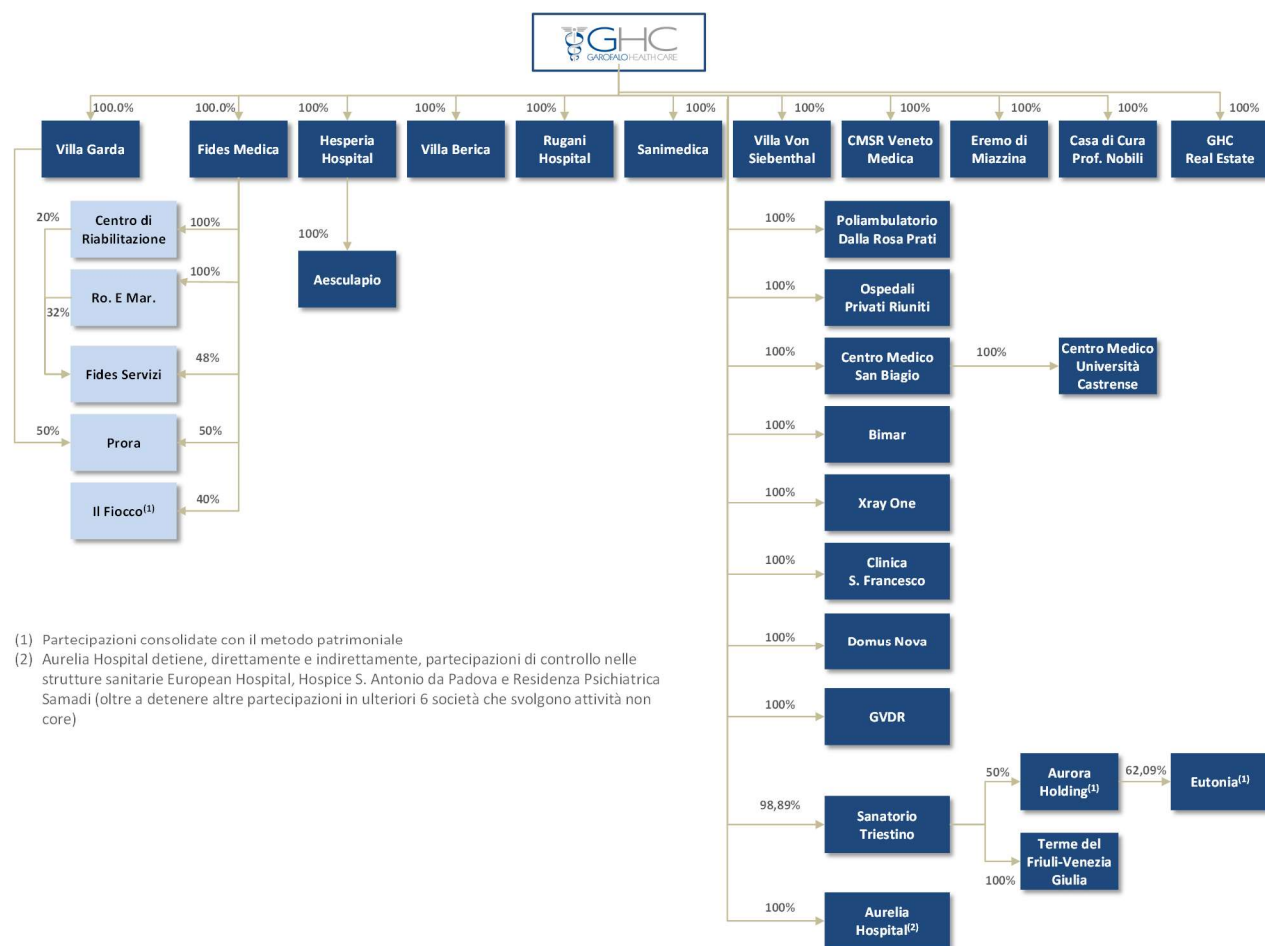 GHC
GAROFALO HEALTH CARE
100.0%
100.0%
100%
100%
100%
100%
100%
100%
100%
100%
100%
Villa Garda
Fides Medica
Hesperia
Hospital
Villa Berica
Rugani
Hospital
Sanimedica
Villa Von
Siebenthal
CMSR Veneto
Medica
Eremo di
Miazzina
Casa di Cura
Prof. Nobili
GHC
Real Estate
20%
Centro di
Riabilitazione
100%
100%
Ro. E Mar.
32%
48%
Fides Servizi
50%
Prora
50%
40%
Il Fiocco(1)
100%
Aesculapio
100%
Poliambulatorio
Dalla Rosa Prati
100%
Ospedali
Privati Riuniti
100%
Centro Medico
San Biagio
100%
Centro Medico
Università
Castrense
100%
Bimar
100%
Xray One
100%
Clinica
S. Francesco
100%
Domus Nova
100%
GVDR
98,89%
Sanatorio
Triestino
50%
Aurora
Holding(1)
62,09%
Eutonia(1)
100%
Terme del
Friuli-Venezia
Giulia
100%
Aurelia
Hospital(2)
(1) Partecipazioni consolidate con il metodo patrimoniale
(2) Aurelia Hospital detiene, direttamente e indirettamente, partecipazioni di controllo nelle
strutture sanitarie European Hospital, Hospice S. Antonio da Padova e Residenza Psichiatrica
Samadi (oltre a detenere altre partecipazioni in ulteriori 6 società che svolgono attività non
core)